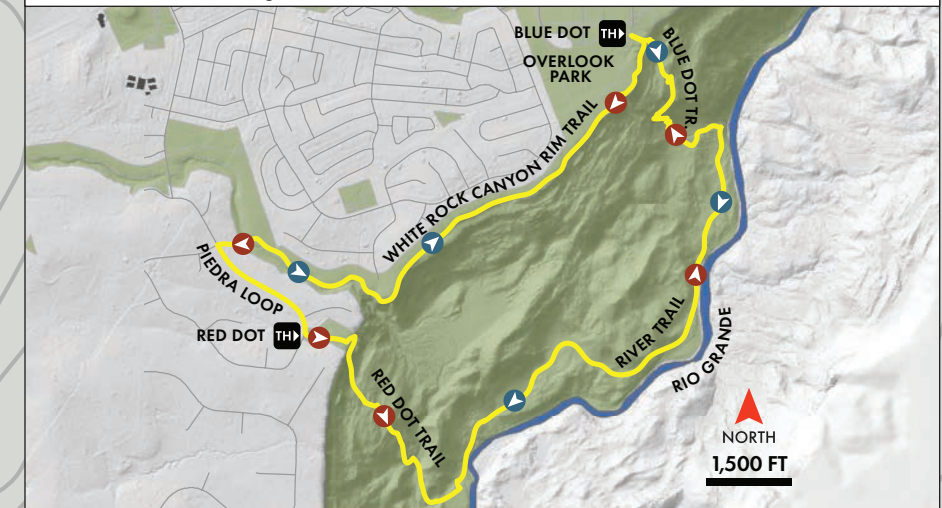 BLUE DOT TH
OVERLOOK
PARK
BLUE DOT TR.
WHITE ROCK CANYON RIM TRAIL
PIEDRA LOOP
RED DOT TH
RED DOT TRAIL
RIVER TRAIL
RIO GRANDE
NORTH
1,500 FT